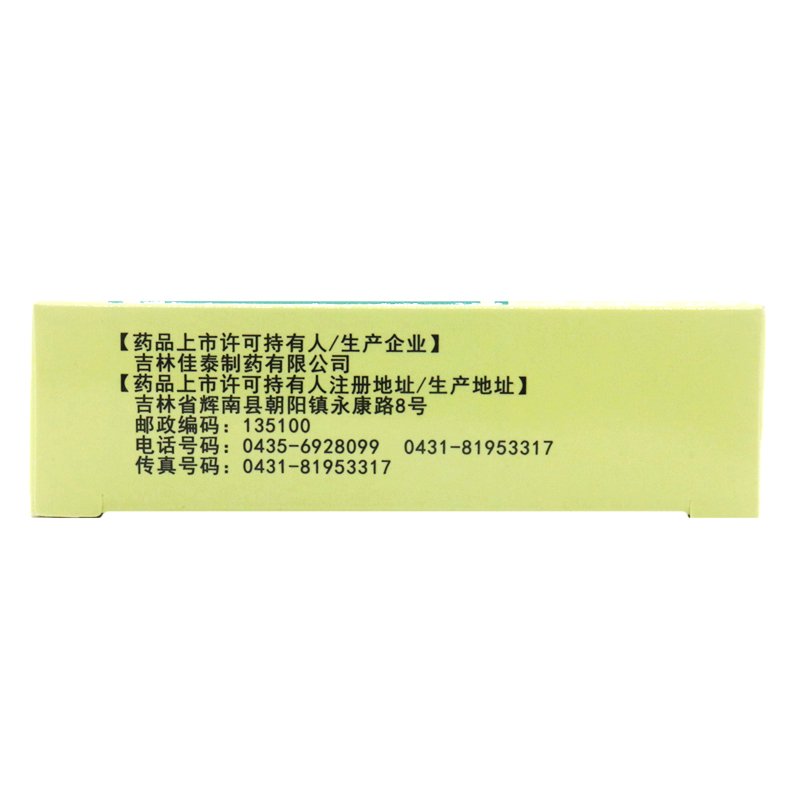 【药品上市许可持有人/生产企业】
吉林佳泰制药有限公司
【药品上市许可持有人注册地址/生产地址】
吉林省辉南县朝阳镇永康路8号
邮政编码：135100
电话号码：0435-6928099 0431-81953317
传真号码：0431-81953317